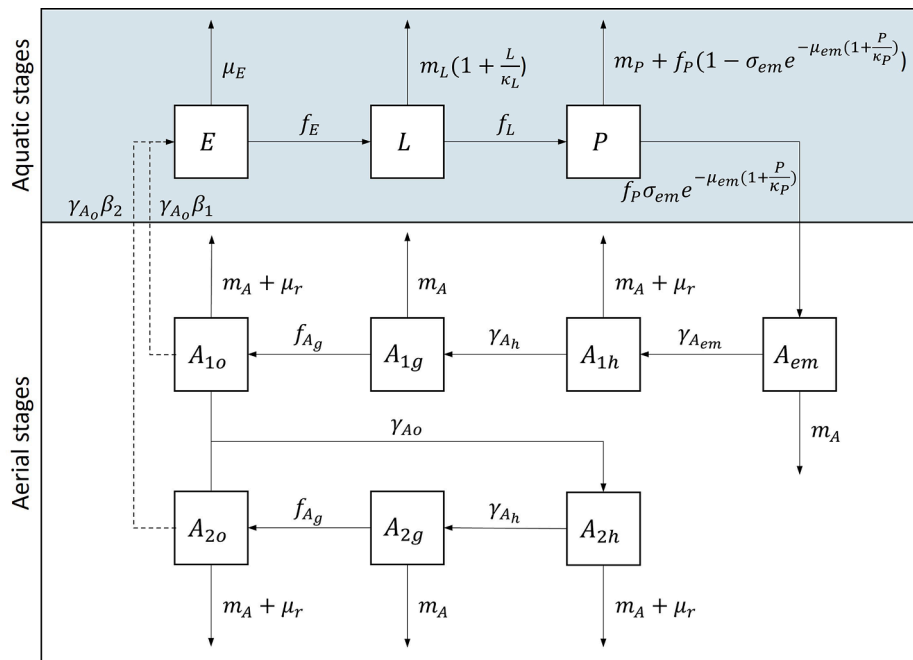 Aquatic stages
μ_E
m_L(1 + L/κ_L)
m_P + f_P(1 − σ_em e^{−μ_em(1+P/κ_P)})
E
f_E
L
f_L
P
f_P σ_em e^{−μ_em(1+P/κ_P)}
γ_{A_o}β_2
γ_{A_o}β_1
Aerial stages
m_A + μ_r
m_A
m_A + μ_r
A_{1o}
f_{A_g}
A_{1g}
γ_{A_h}
A_{1h}
γ_{A_{em}}
A_{em}
γ_{Ao}
m_A
A_{2o}
f_{A_g}
A_{2g}
γ_{A_h}
A_{2h}
m_A + μ_r
m_A
m_A + μ_r